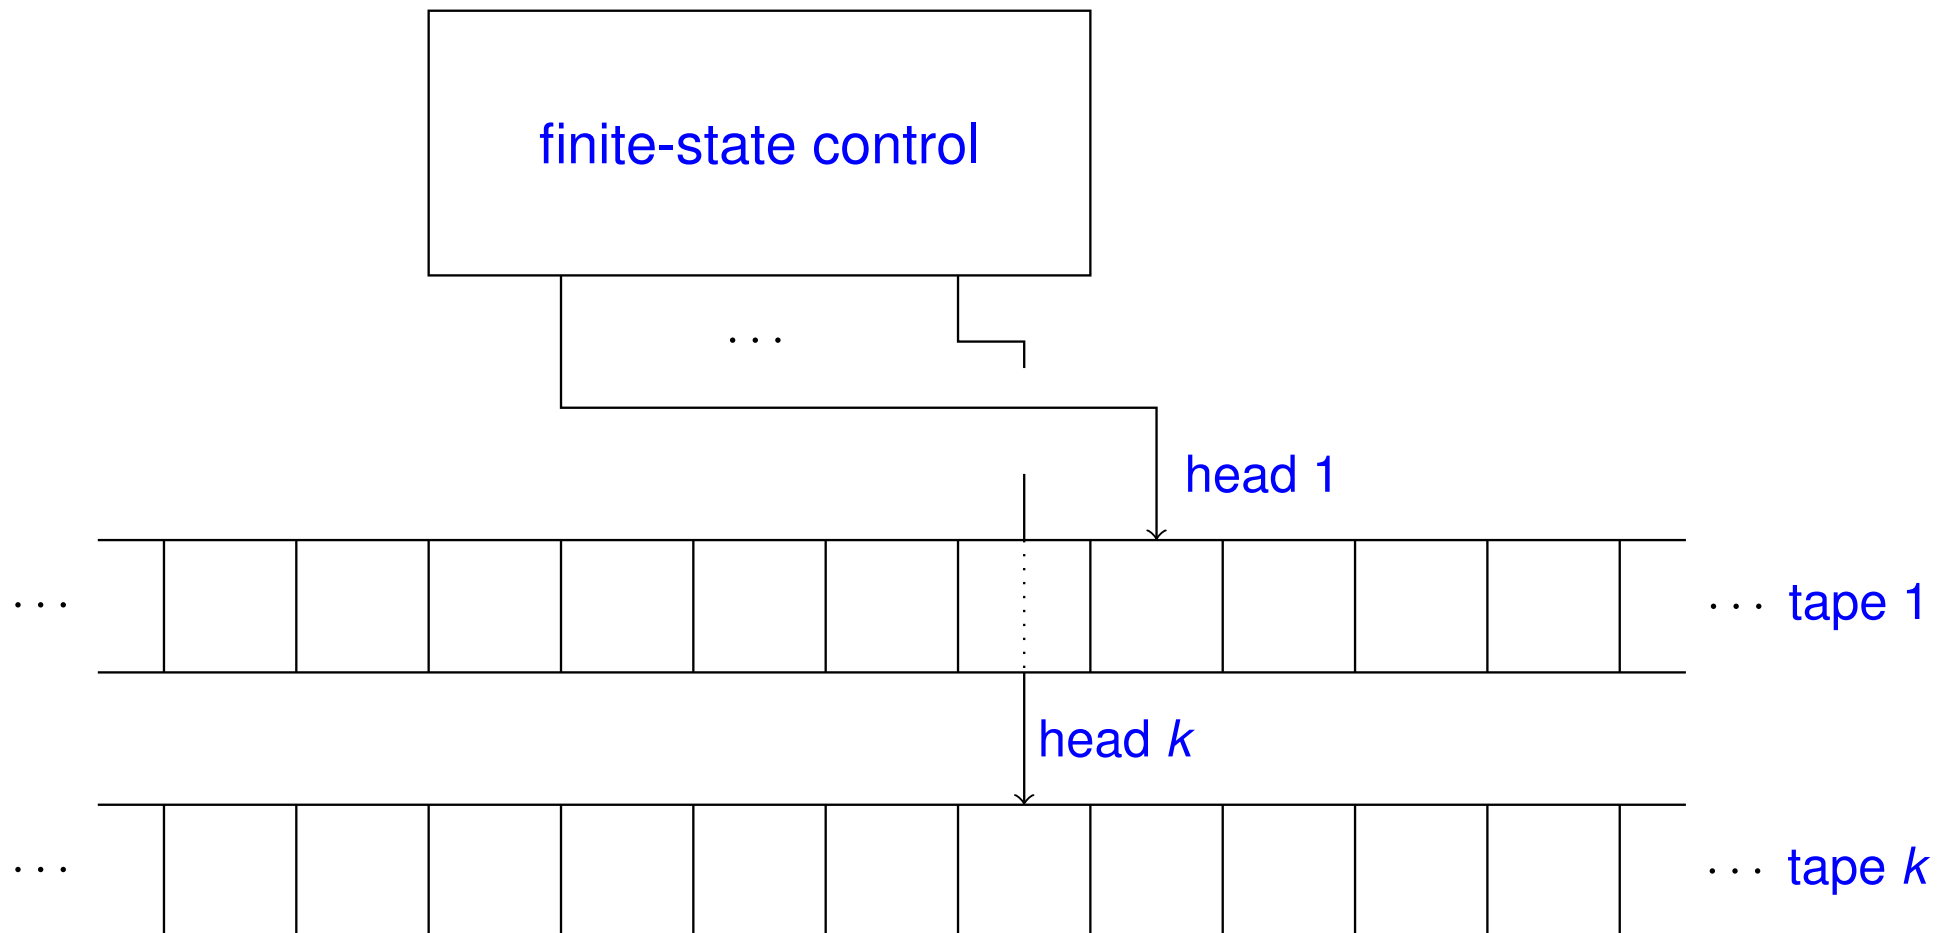 finite-state control
. . .
head 1
. . . . . . tape 1
head k
. . . . . . tape k